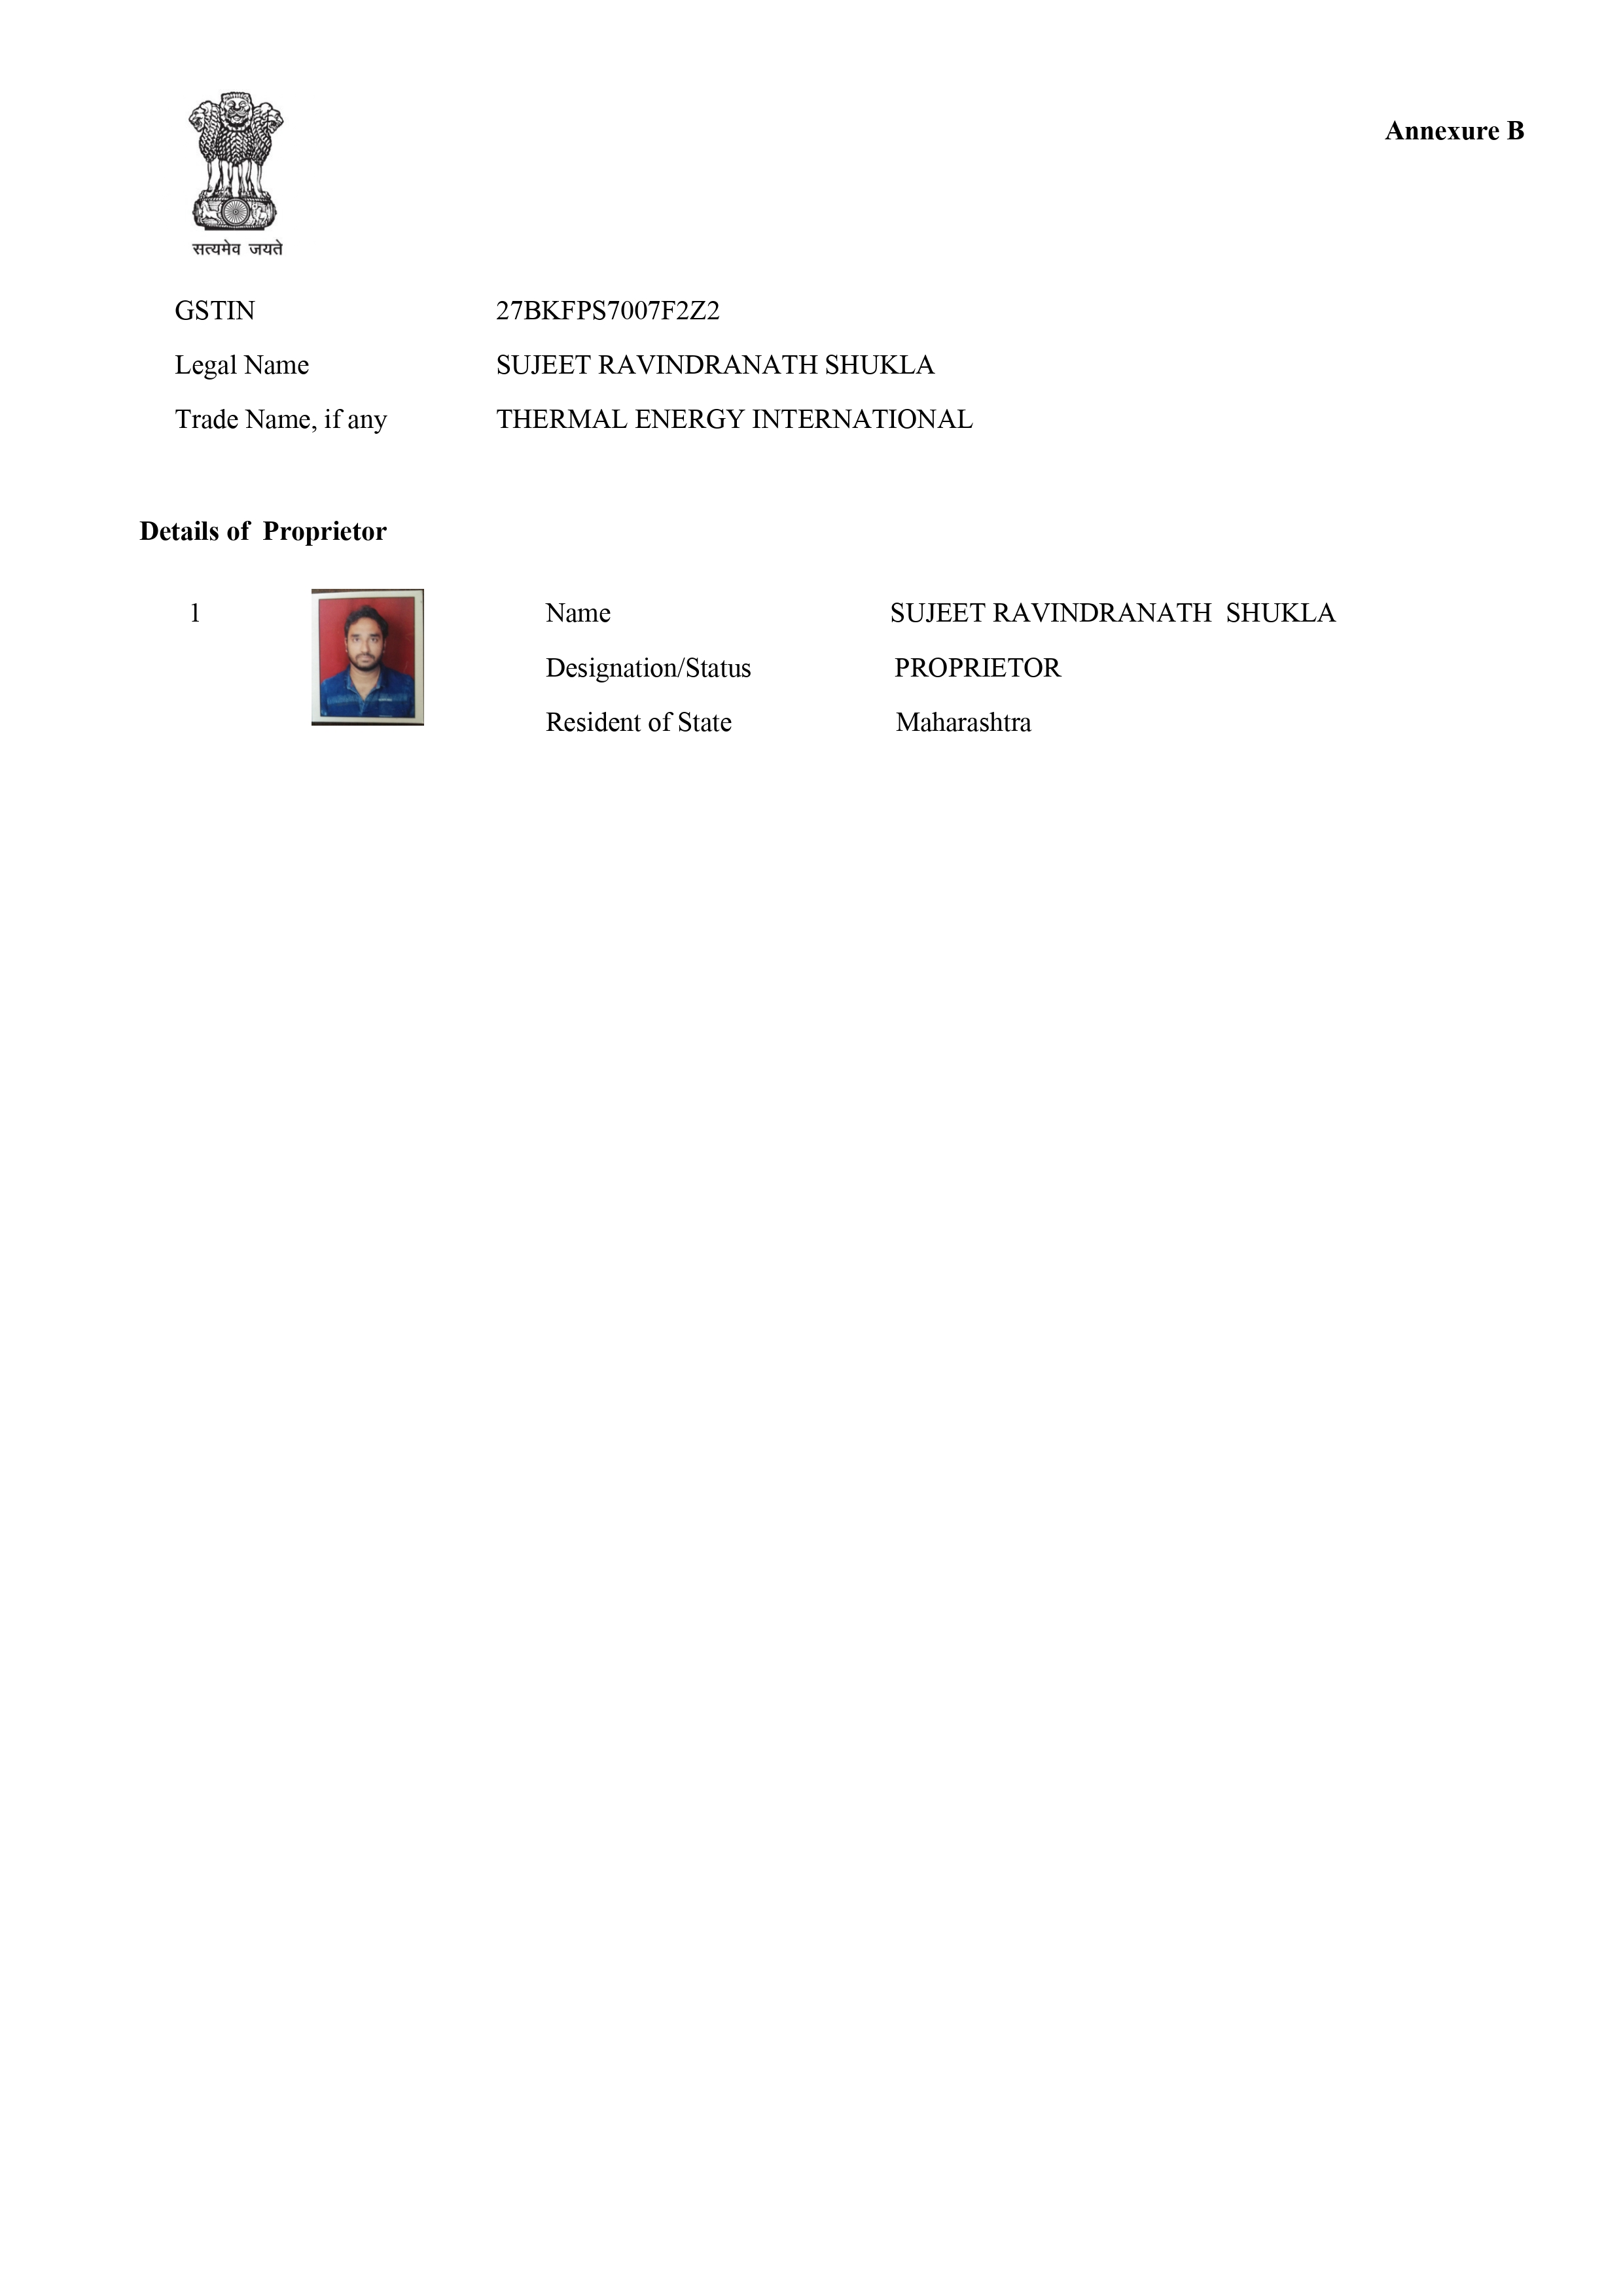 Annexure B
सत्यमेव जयते
GSTIN 27BKFPS7007F2Z2
Legal Name SUJEET RAVINDRANATH SHUKLA
Trade Name, if any THERMAL ENERGY INTERNATIONAL
Details of Proprietor
1
Name SUJEET RAVINDRANATH SHUKLA
Designation/Status PROPRIETOR
Resident of State Maharashtra